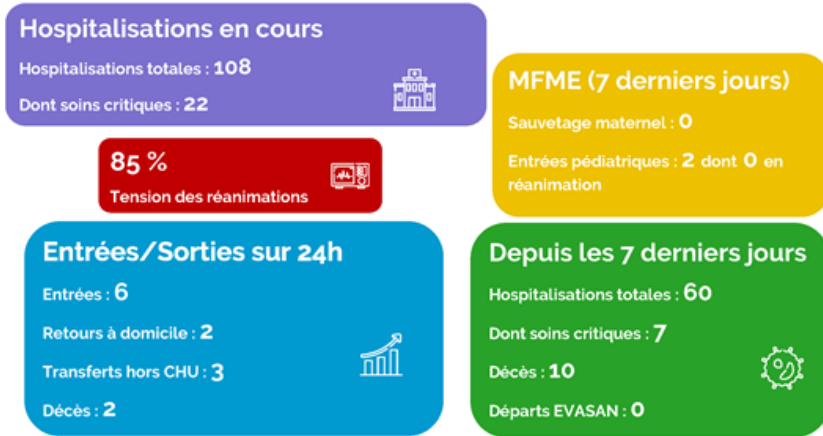 Hospitalisations en cours
Hospitalisations totales : 108
Dont soins critiques : 22
MFME (7 derniers jours)
Sauvetage maternel : 0
Entrées pédiatriques : 2 dont 0 en
réanimation
85 %
Tension des réanimations
Entrées/Sorties sur 24h
Entrées : 6
Retours à domicile : 2
Transferts hors CHU : 3
Décès : 2
Depuis les 7 derniers jours
Hospitalisations totales : 60
Dont soins critiques : 7
Décès : 10
Départs EVASAN : 0